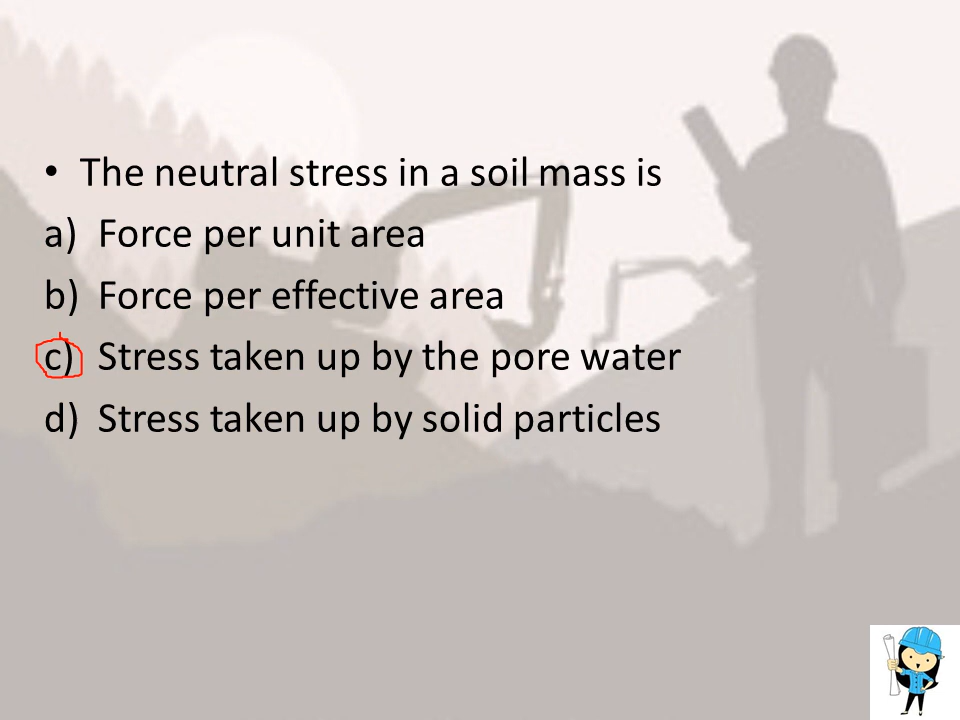 • The neutral stress in a soil mass is
a) Force per unit area
b) Force per effective area
c) Stress taken up by the pore water
d) Stress taken up by solid particles